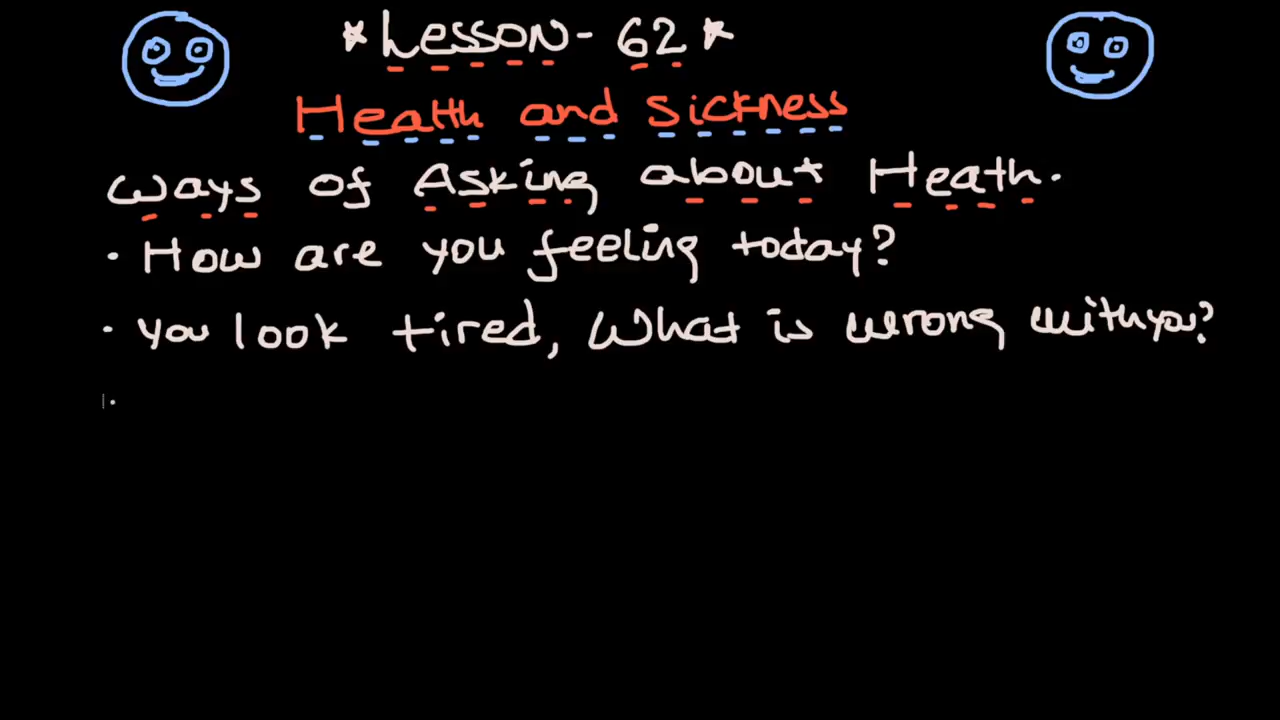 *Lesson-62*
Health and Sickness
Ways of Asking about Heath.
• How are you feeling today?
• you look tired, What is wrong with you?
•